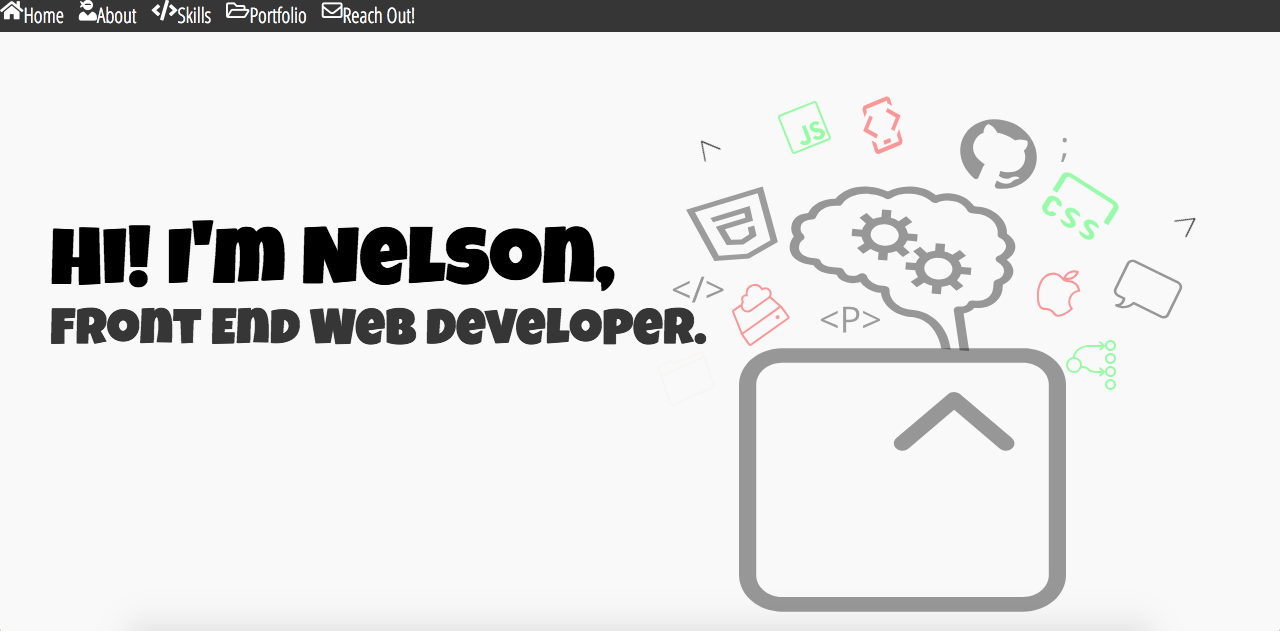 Home About Skills Portfolio Reach Out!
JS
;
CSS
Hi! I'm Nelson,
</>
<P>
Front End Web Developer.